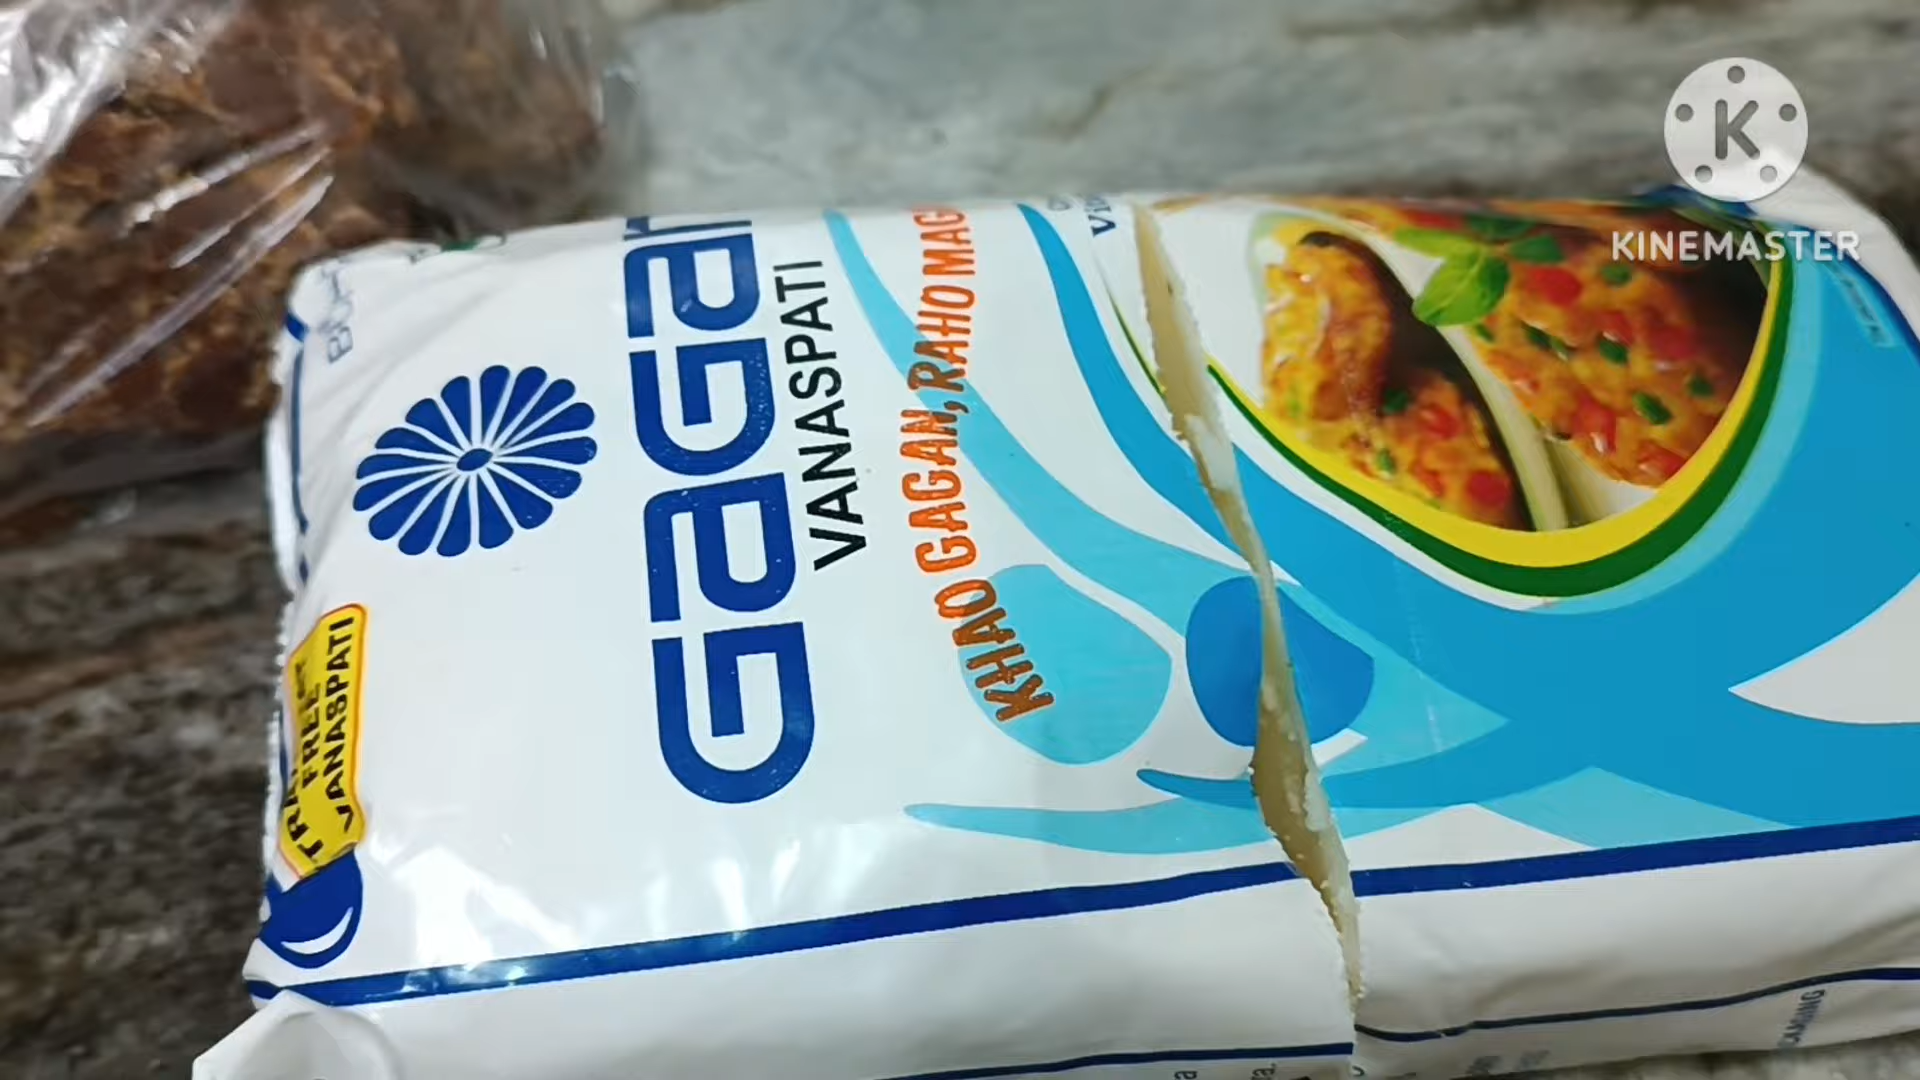 GAGAN
VANASPATI
KHAO GAGAN, RAHO MAG
FREE
VANASPATI
K
KINEMASTER